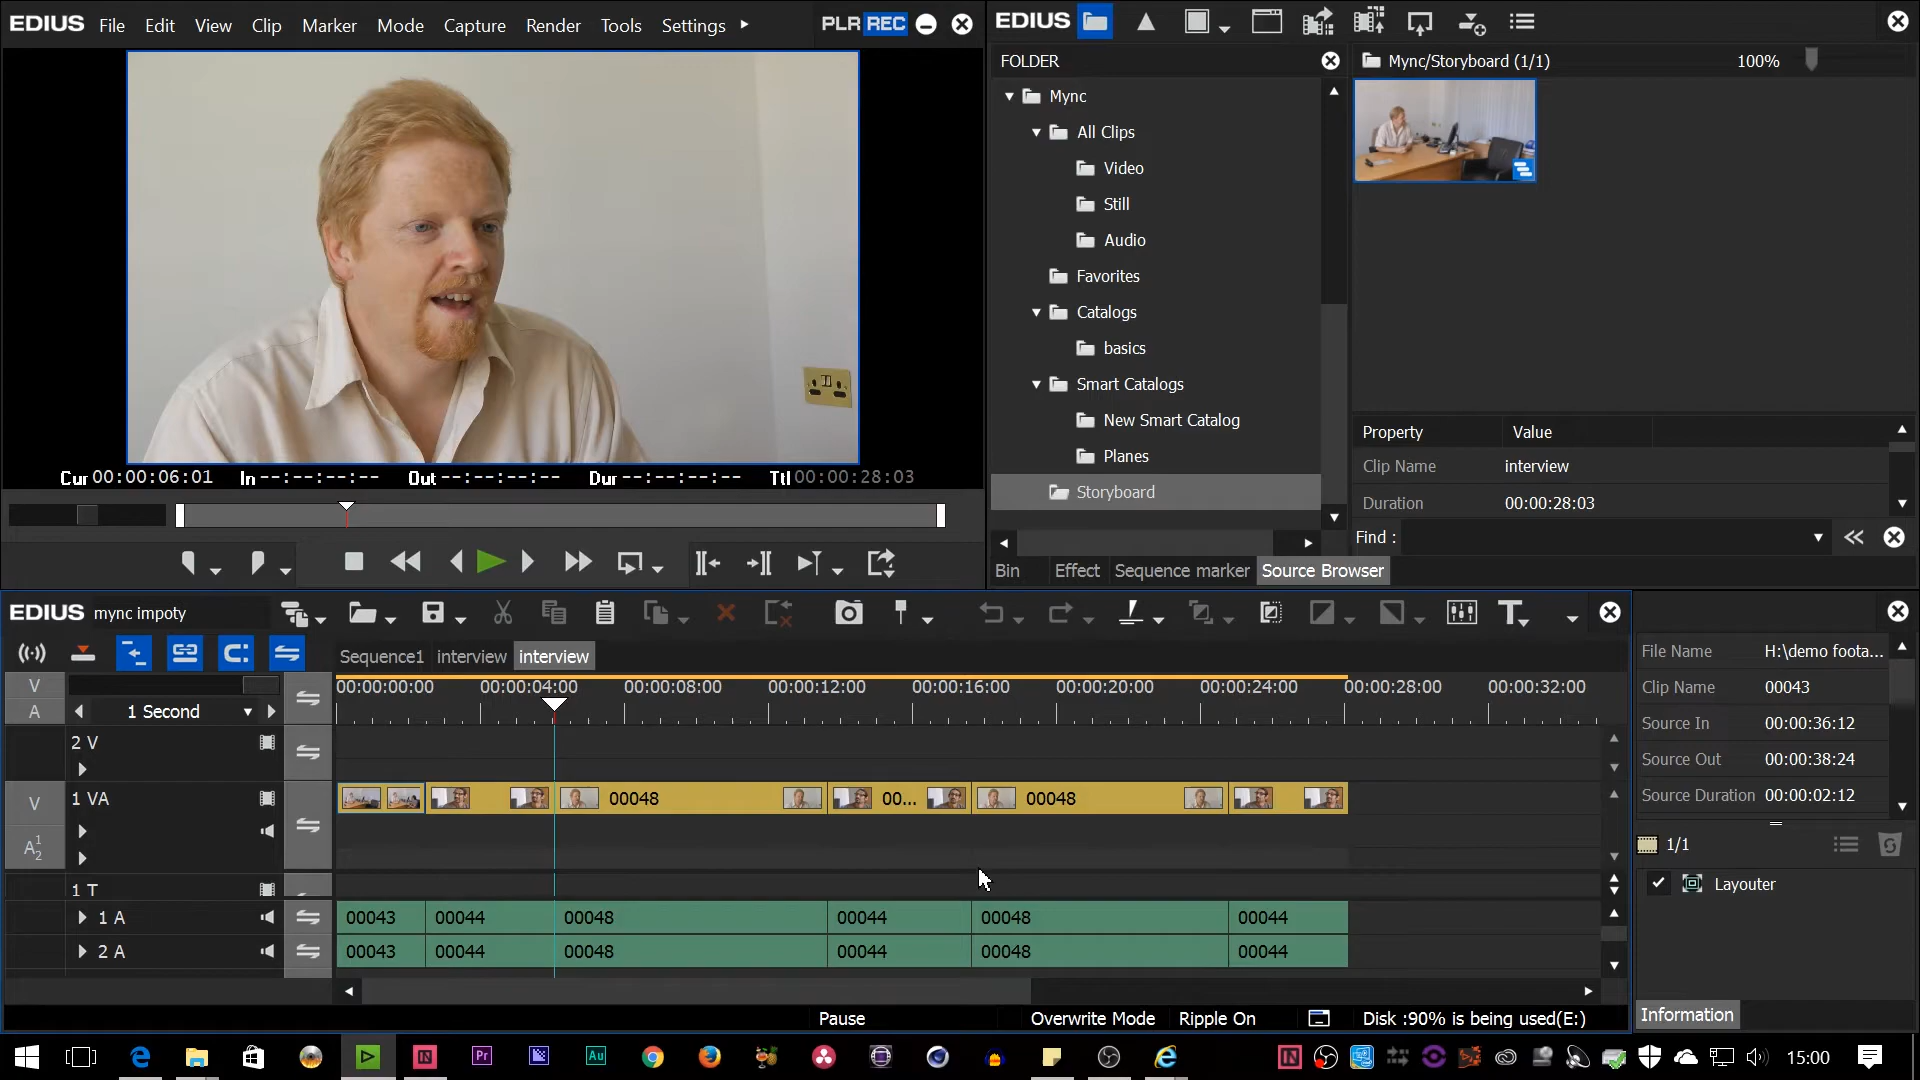 EDIUS File Edit View Clip Marker Mode Capture Render Tools Settings PLR REC
Cur 00:00:06:01 In --:--:--:-- Out --:--:--:-- Dur --:--:--:-- Ttl 00:00:28:03
EDIUS
FOLDER
Mync
All Clips
Video
Still
Audio
Favorites
Catalogs
basics
Smart Catalogs
New Smart Catalog
Planes
Storyboard
Bin Effect Sequence marker Source Browser
Mync/Storyboard (1/1) 100%
Property Value
Clip Name interview
Duration 00:00:28:03
Find :
EDIUS mync impoty
Sequence1 interview interview
V
A
1 Second
00:00:00:00 00:00:04:00 00:00:08:00 00:00:12:00 00:00:16:00 00:00:20:00 00:00:24:00 00:00:28:00 00:00:32:00
2 V
V
1 VA 00048 00... 00048
A 1 2
1 T
1 A 00043 00044 00048 00044 00048 00044
2 A 00043 00044 00048 00044 00048 00044
Pause Overwrite Mode Ripple On Disk :90% is being used(E:)
File Name H:\demo foota...
Clip Name 00043
Source In 00:00:36:12
Source Out 00:00:38:24
Source Duration 00:00:02:12
1/1
Layouter
Information
Pr Au 15:00